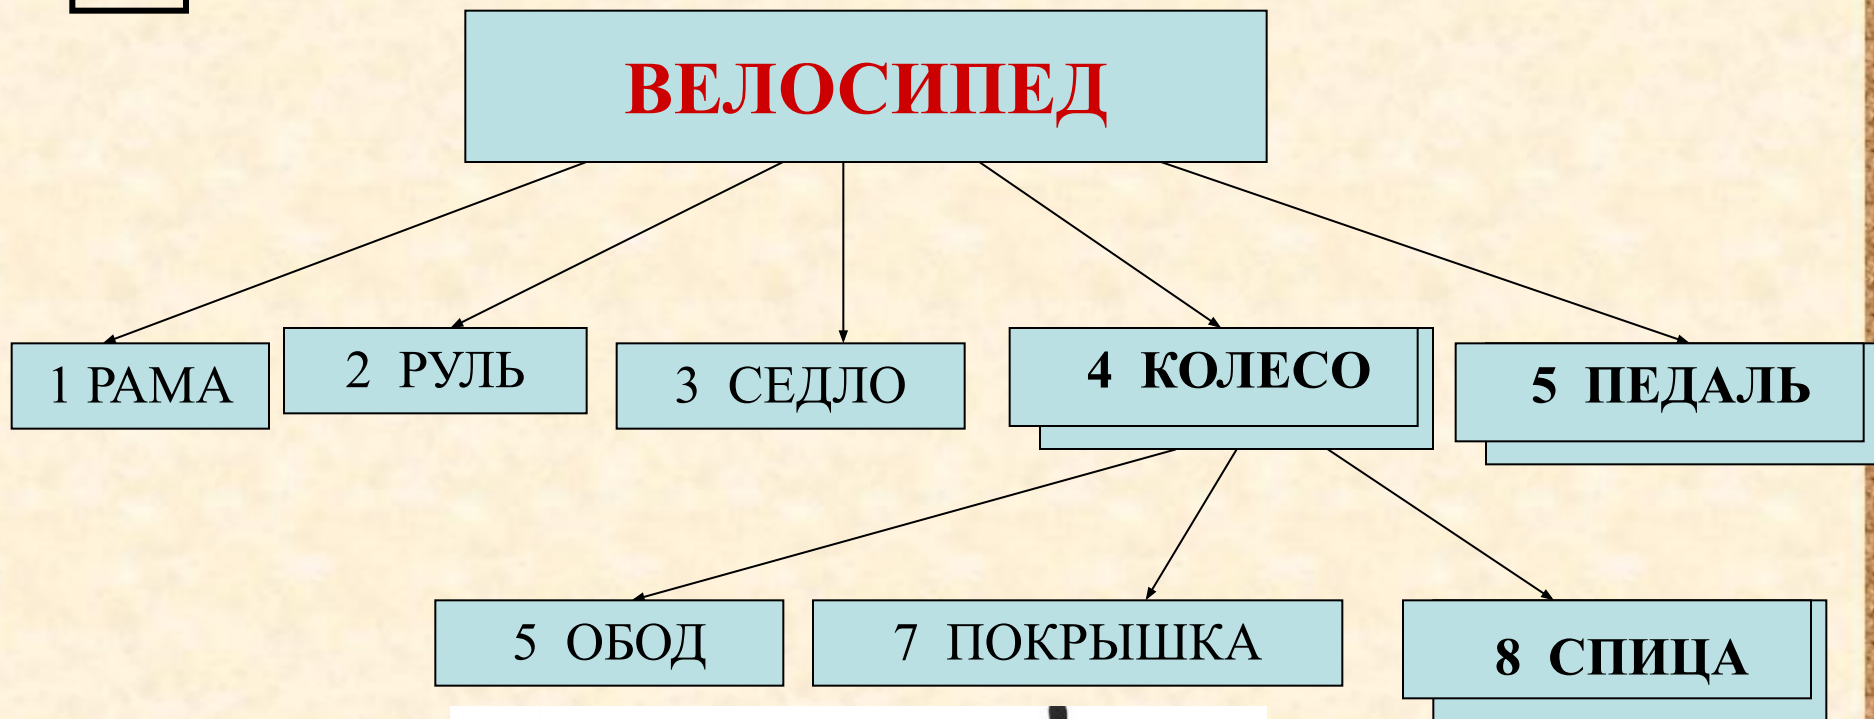 ВЕЛОСИПЕД
1 РАМА
2 РУЛЬ
3 СЕДЛО
4 КОЛЕСО
5 ПЕДАЛЬ
5 ОБОД
7 ПОКРЫШКА
8 СПИЦА